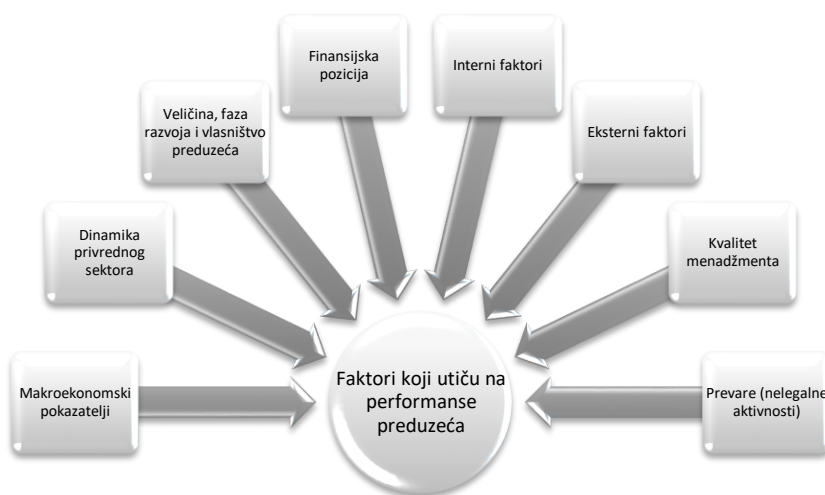 Makroekonomski
pokazatelji
Dinamika
privrednog
sektora
Veličina, faza
razvoja i vlasništvo
preduzeća
Finansijska
pozicija
Interni faktori
Eksterni faktori
Kvalitet
menadžmenta
Prevare (nelegalne
aktivnosti)
Faktori koji utiču na
performanse
preduzeća